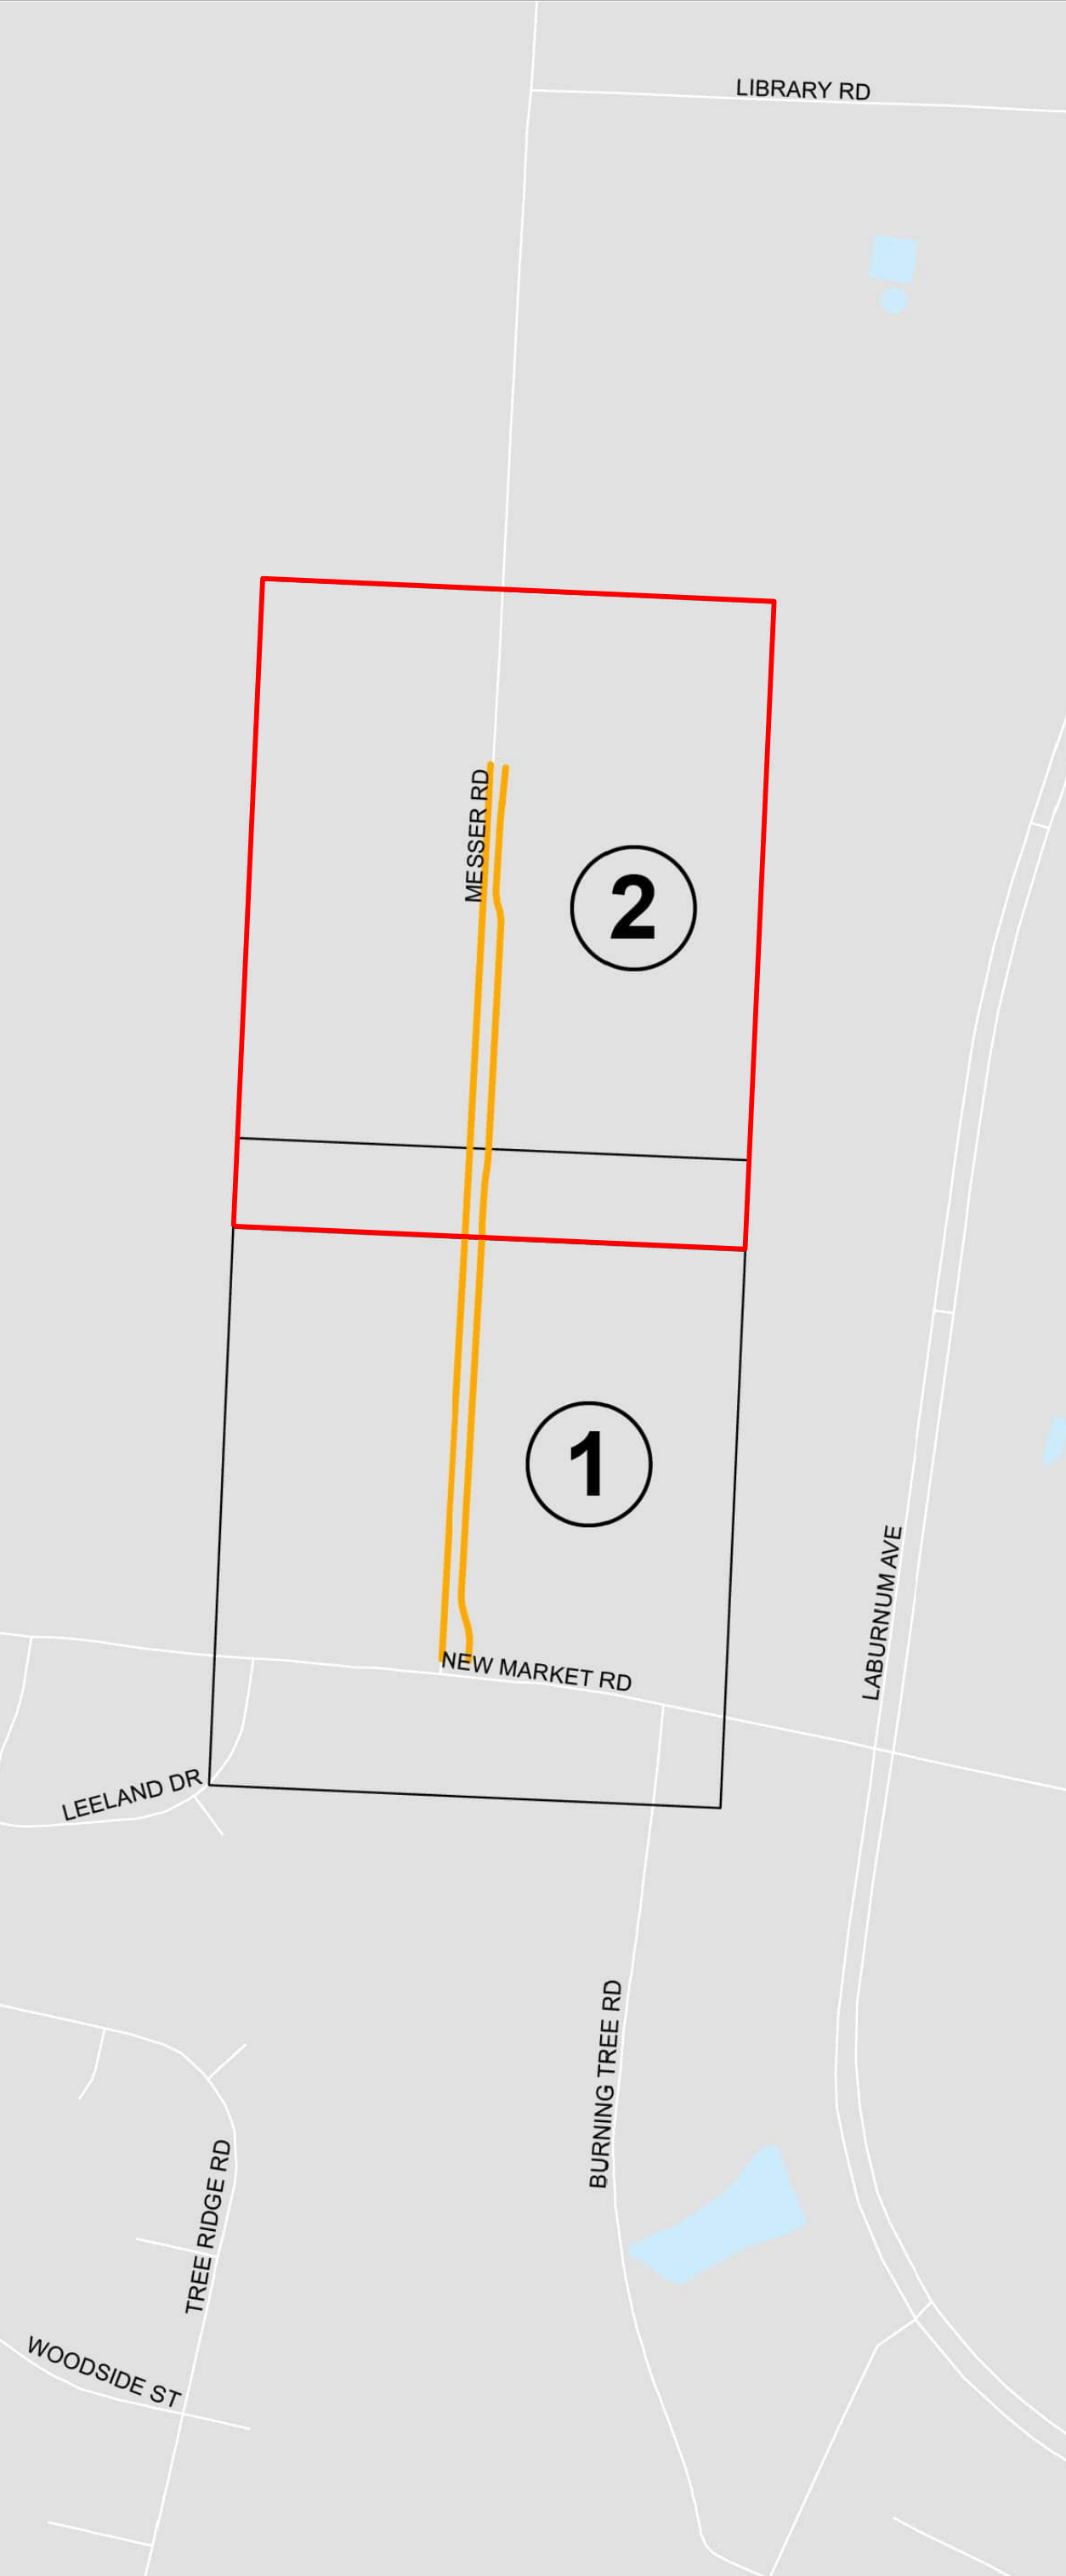 LIBRARY RD
MESSER RD
2
1
NEW MARKET RD
LABURNUM AVE
LEELAND DR
BURNING TREE RD
TREE RIDGE RD
WOODSIDE ST